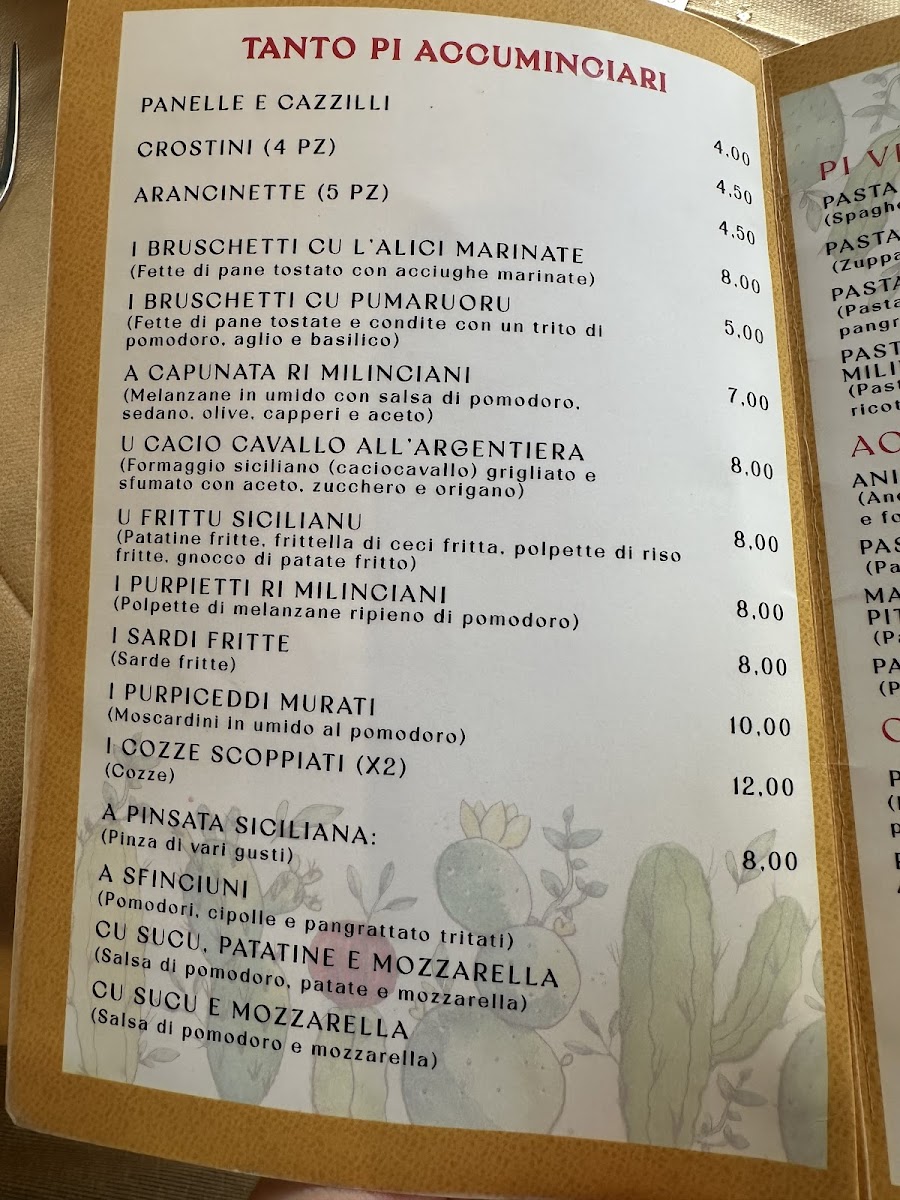 TANTO PI ACCUMINCIARI
PANELLE E CAZZILLI
4,00
CROSTINI (4 PZ)
4,50
ARANCINETTE (5 PZ)
4,50
I BRUSCHETTI CU L'ALICI MARINATE
(Fette di pane tostato con acciughe marinate)
8,00
I BRUSCHETTI CU PUMARUORU
(Fette di pane tostate e condite con un trito di
pomodoro, aglio e basilico)
5,00
A CAPUNATA RI MILINCIANI
(Melanzane in umido con salsa di pomodoro,
sedano, olive, capperi e aceto)
7,00
U CACIO CAVALLO ALL'ARGENTIERA
(Formaggio siciliano (caciocavallo) grigliato e
sfumato con aceto, zucchero e origano)
8,00
U FRITTU SICILIANU
(Patatine fritte, frittella di ceci fritta, polpette di riso
fritte, gnocco di patate fritto)
8,00
I PURPIETTI RI MILINCIANI
(Polpette di melanzane ripieno di pomodoro)
8,00
I SARDI FRITTE
(Sarde fritte)
8,00
I PURPICEDDI MURATI
(Moscardini in umido al pomodoro)
10,00
I COZZE SCOPPIATI (X2)
(Cozze)
12,00
A PINSATA SICILIANA:
(Pinza di vari gusti)
8,00
A SFINCIUNI
(Pomodori, cipolle e pangrattato tritati)
CU SUCU, PATATINE E MOZZARELLA
(Salsa di pomodoro, patate e mozzarella)
CU SUCU E MOZZARELLA
(Salsa di pomodoro e mozzarella)
PI
PASTA
PASTA
PASTA
(Pasta